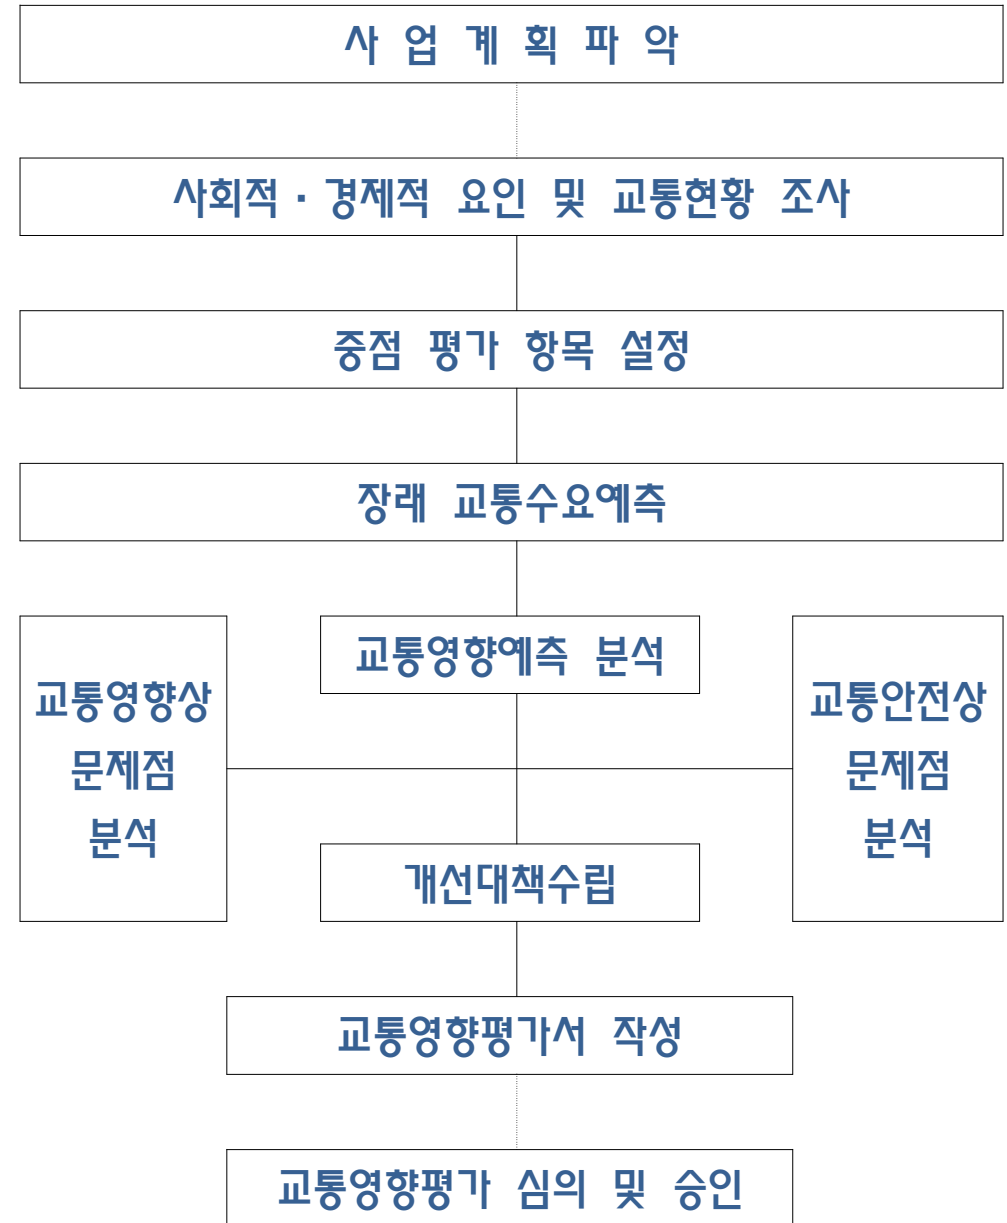 사 업 계 획 파 악
사회적 · 경제적 요인 및 교통현황 조사
중점 평가 항목 설정
장래 교통수요예측
교통영향예측 분석
교통영향상
문제점
분석
교통안전상
문제점
분석
개선대책수립
교통영향평가서 작성
교통영향평가 심의 및 승인